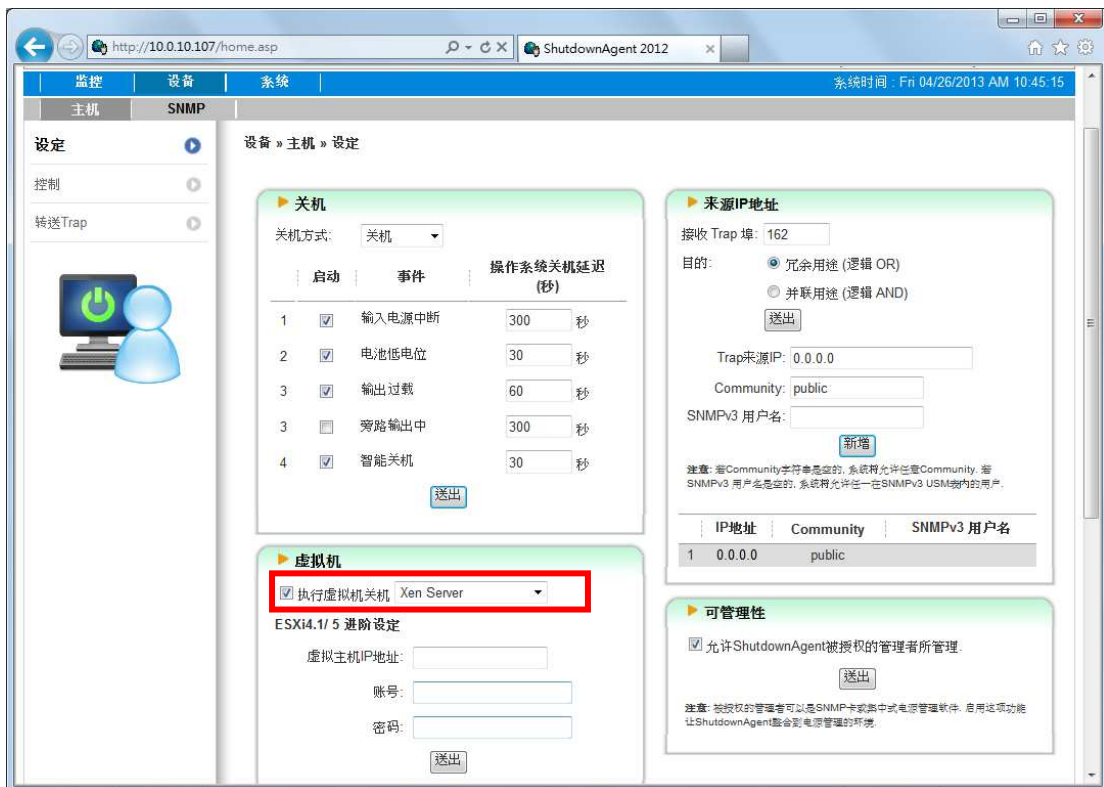 http://10.0.10.107/home.asp
ShutdownAgent 2012
监控 设备 系统
系统时间 : Fri 04/26/2013 AM 10:45:15
主机 SNMP
设定
控制
转送Trap
设备 » 主机 » 设定
关机
关机方式: 关机
启动 事件 操作系统关机延迟 (秒)
1 输入电源中断 300 秒
2 电池低电位 30 秒
3 输出过载 60 秒
3 旁路输出中 300 秒
4 智能关机 30 秒
送出
虚拟机
执行虚拟机关机 Xen Server
ESXi4.1/ 5 进阶设定
虚拟主机IP地址:
账号:
密码:
送出
来源IP地址
接收 Trap 埠: 162
目的: 冗余用途 (逻辑 OR)
并联用途 (逻辑 AND)
送出
Trap来源IP: 0.0.0.0
Community: public
SNMPv3 用户名:
新增
注意: 若Community字符串是空的, 系统将允许任意Community. 若
SNMPv3 用户名是空的, 系统将允许任一在SNMPv3 USM表内的用户.
IP地址 Community SNMPv3 用户名
1 0.0.0.0 public
可管理性
允许ShutdownAgent被授权的管理者所管理.
送出
注意: 被授权的管理者可以是SNMP卡或集中式电源管理软件. 启用这项功能
让ShutdownAgent整合到电源管理的环境.